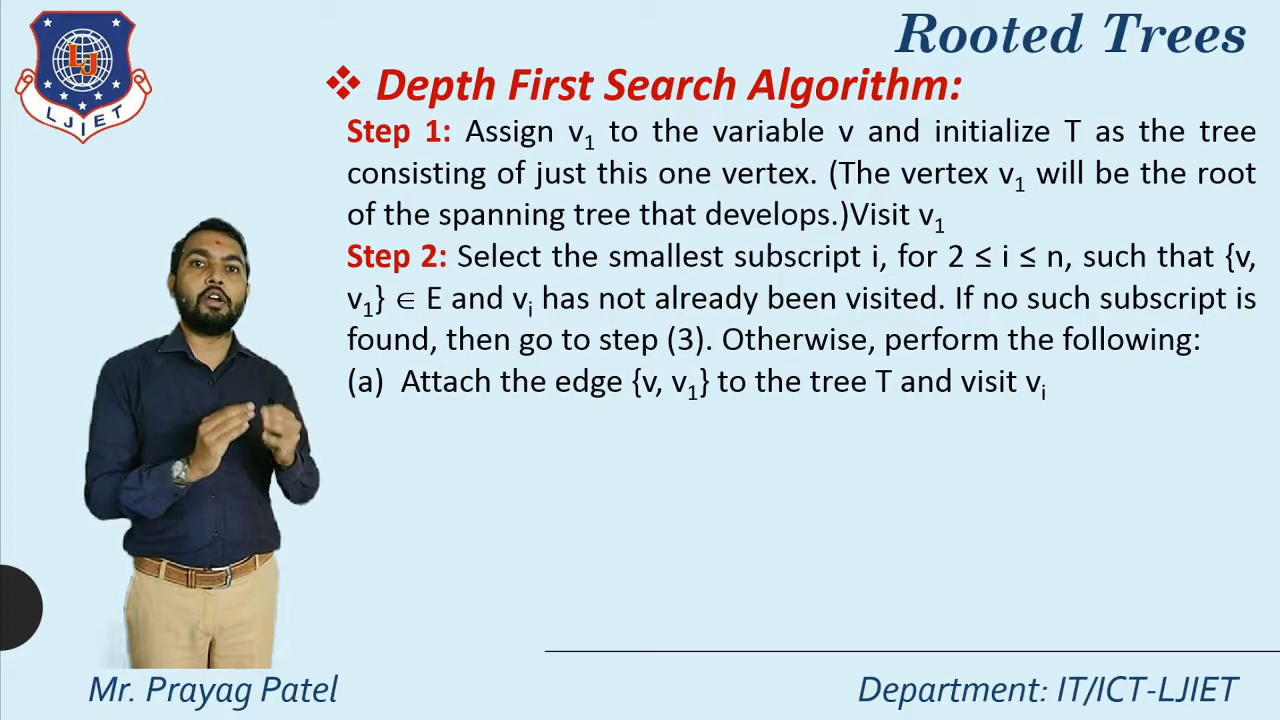 Rooted Trees
LJIET
LJ
❖ Depth First Search Algorithm:
Step 1: Assign v₁ to the variable v and initialize T as the tree
consisting of just this one vertex. (The vertex v₁ will be the root
of the spanning tree that develops.)Visit v₁
Step 2: Select the smallest subscript i, for 2 ≤ i ≤ n, such that {v,
v₁} ∈ E and vᵢ has not already been visited. If no such subscript is
found, then go to step (3). Otherwise, perform the following:
(a) Attach the edge {v, v₁} to the tree T and visit vᵢ
Mr. Prayag Patel
Department: IT/ICT-LJIET